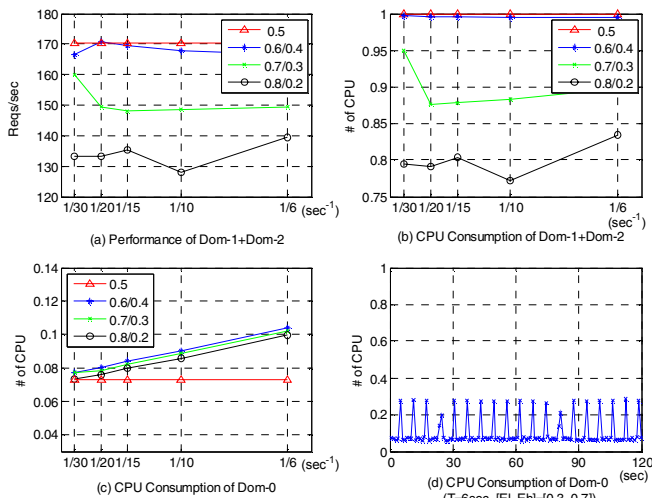 180
170
160
150
140
130
120
Reqs/sec
0.5
0.6/0.4
0.7/0.3
0.8/0.2
1/30 1/20 1/15 1/10 1/6 (sec⁻¹)
(a) Performance of Dom-1+Dom-2
1
0.95
0.9
0.85
0.8
0.75
# of CPU
0.5
0.6/0.4
0.7/0.3
0.8/0.2
1/30 1/20 1/15 1/10 1/6
(sec⁻¹)
(b) CPU Consumption of Dom-1+Dom-2
0.14
0.12
0.1
0.08
0.06
0.04
# of CPU
0.5
0.6/0.4
0.7/0.3
0.8/0.2
1/30 1/20 1/15 1/10 1/6 (sec⁻¹)
(c) CPU Consumption of Dom-0
1
0.8
0.6
0.4
0.2
0
# of CPU
0 30 60 90 120 (sec)
(d) CPU Consumption of Dom-0